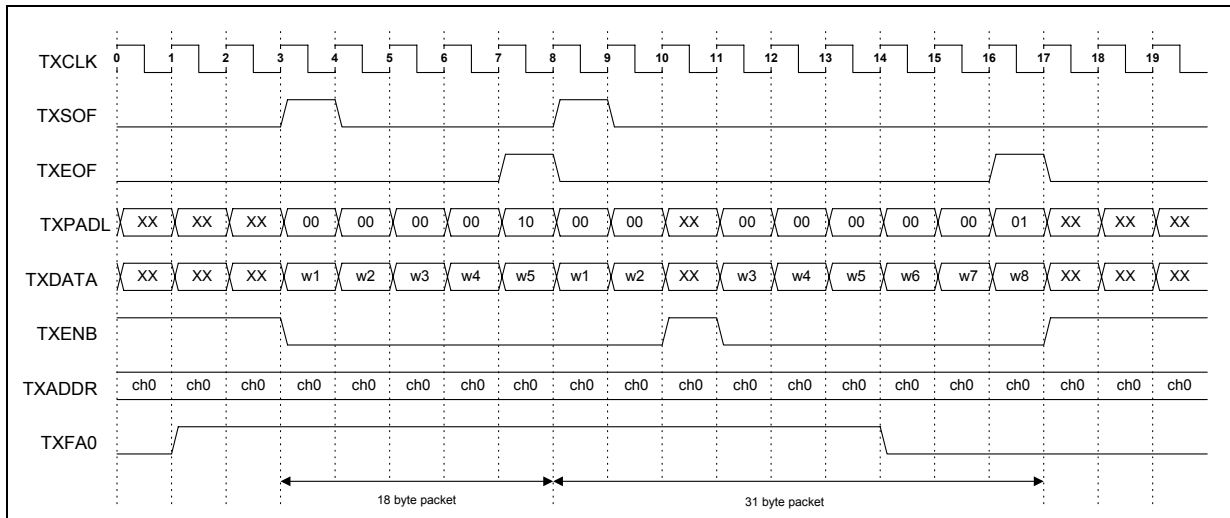 TXCLK 0 1 2 3 4 5 6 7 8 9 10 11 12 13 14 15 16 17 18 19
TXSOF
TXEOF
TXPADL XX XX XX 00 00 00 00 10 00 00 XX 00 00 00 00 00 01 XX XX XX
TXDATA XX XX XX w1 w2 w3 w4 w5 w1 w2 XX w3 w4 w5 w6 w7 w8 XX XX XX
TXENB
TXADDR ch0 ch0 ch0 ch0 ch0 ch0 ch0 ch0 ch0 ch0 ch0 ch0 ch0 ch0 ch0 ch0 ch0 ch0 ch0 ch0
TXFA0
18 byte packet 31 byte packet